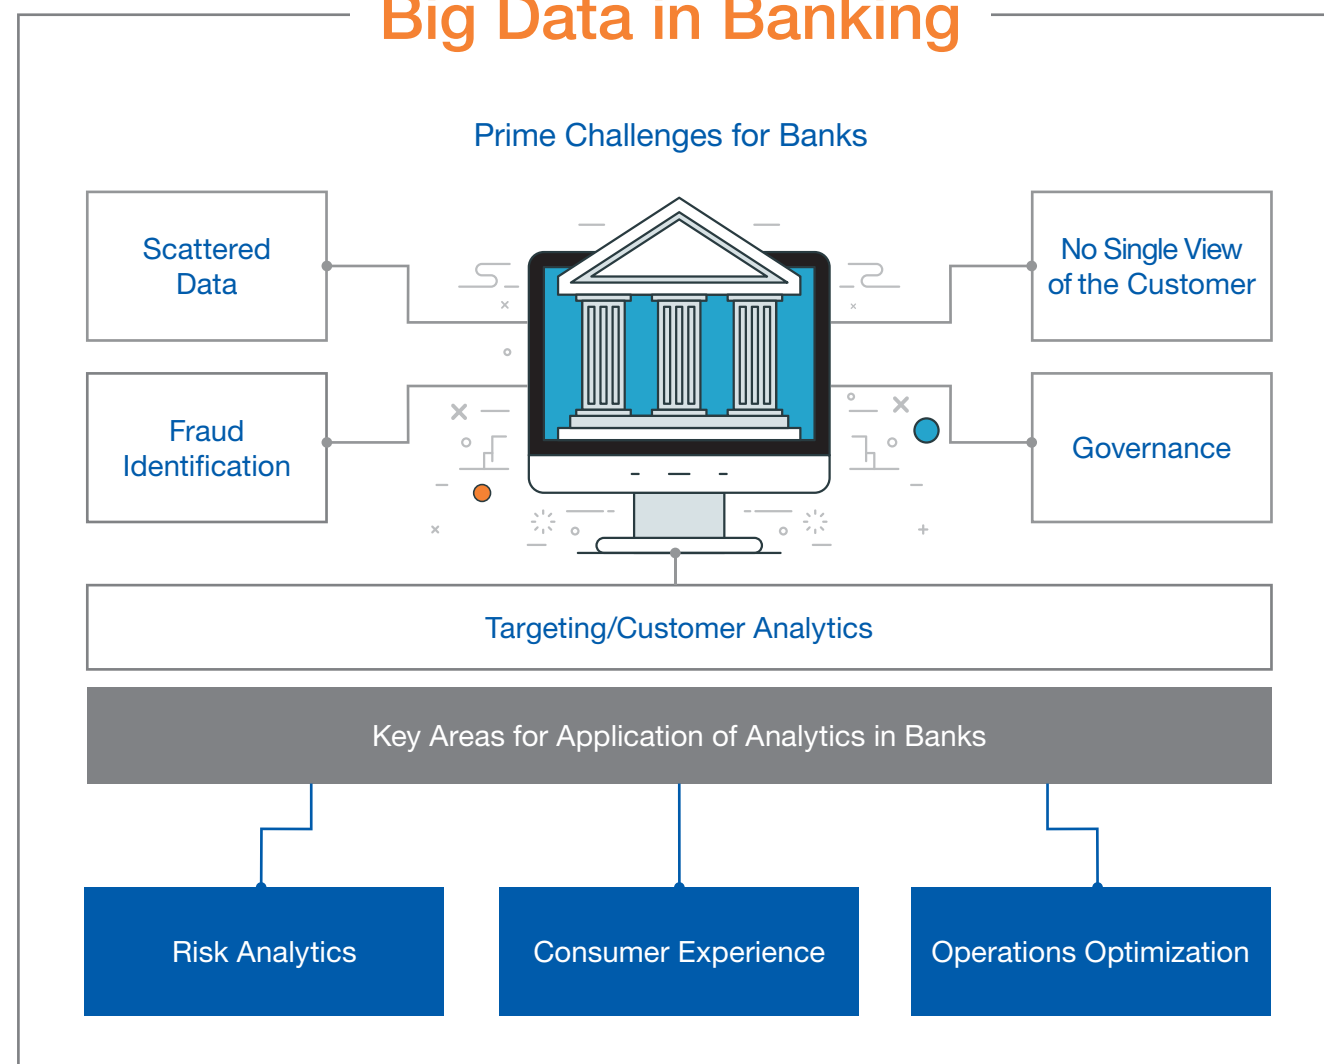 Big Data in Banking
Prime Challenges for Banks
Scattered
Data
No Single View
of the Customer
Fraud
Identification
Governance
Targeting/Customer Analytics
Key Areas for Application of Analytics in Banks
Risk Analytics
Consumer Experience
Operations Optimization